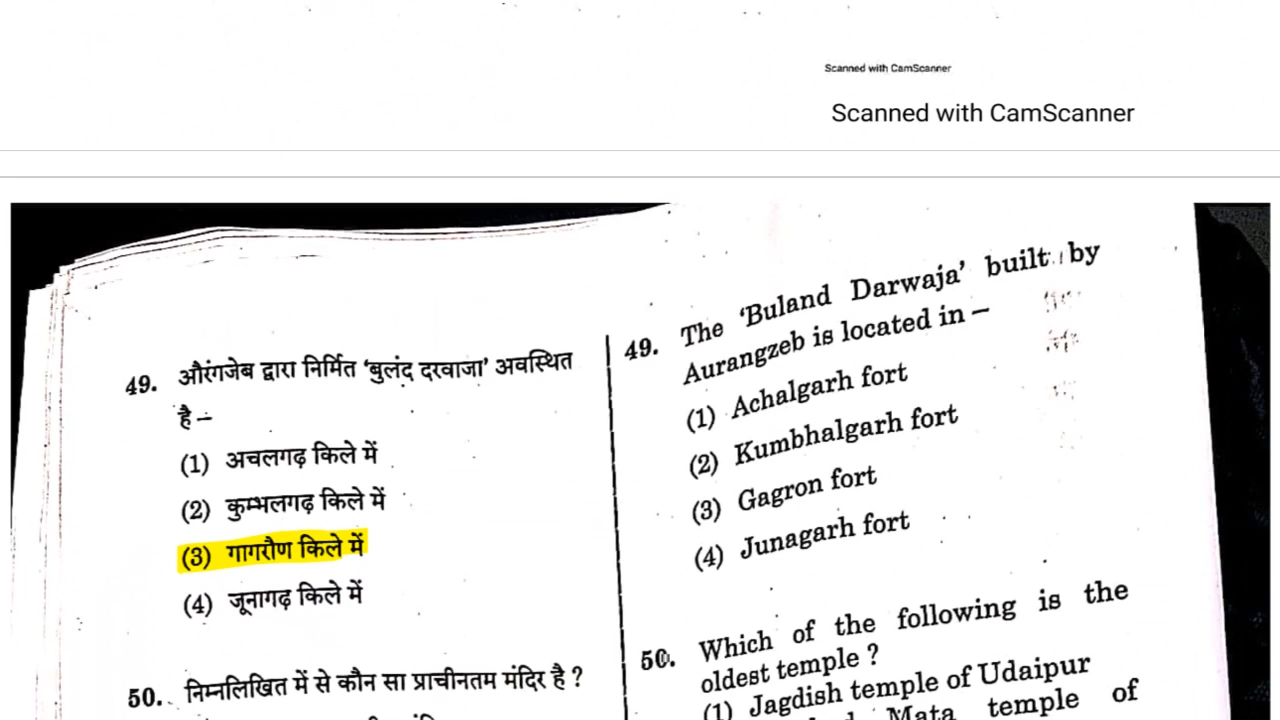 Scanned with CamScanner
Scanned with CamScanner
49. औरंगजेब द्वारा निर्मित ‘बुलंद दरवाजा’ अवस्थित
है –
(1) अचलगढ़ किले में
(2) कुम्भलगढ़ किले में
(3) गागरौण किले में
(4) जूनागढ़ किले में
50. निम्नलिखित में से कौन सा प्राचीनतम मंदिर है ?
49. The ‘Buland Darwaja’ built by
Aurangzeb is located in –
(1) Achalgarh fort
(2) Kumbhalgarh fort
(3) Gagron fort
(4) Junagarh fort
50. Which of the following is the
oldest temple ?
(1) Jagdish temple of Udaipur
Mata temple of